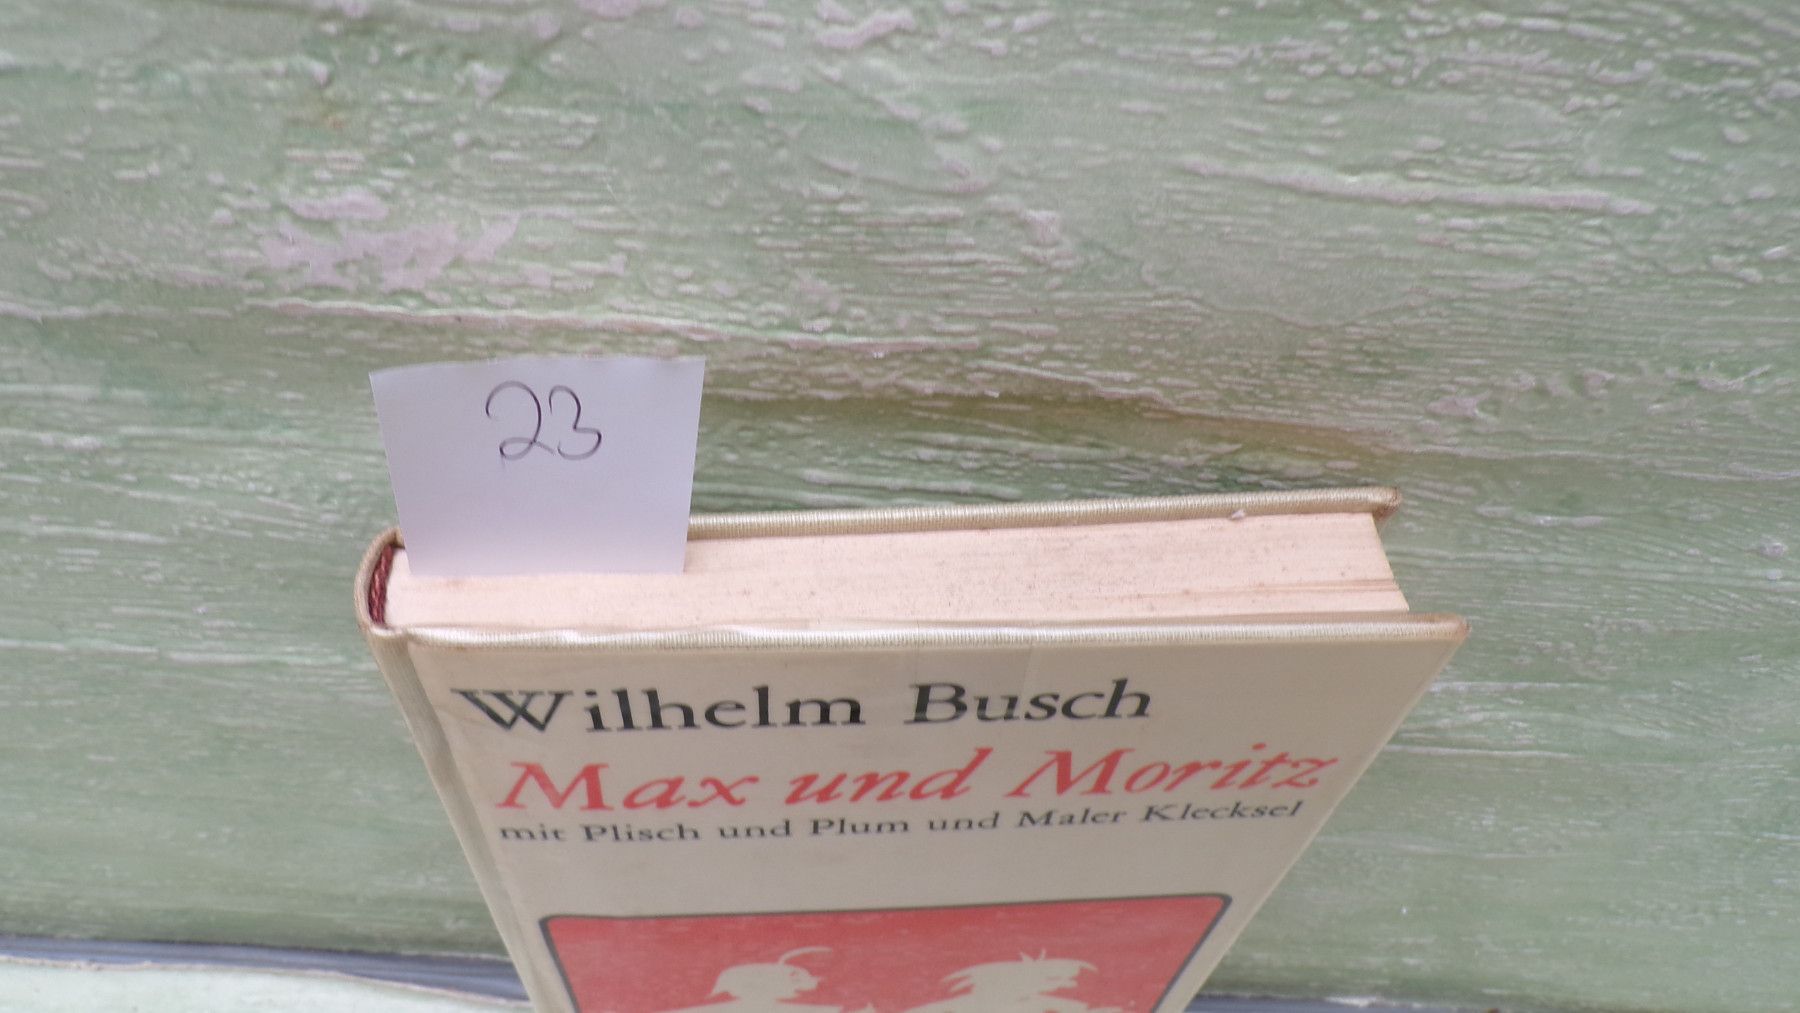 23
Wilhelm Busch
Max und Moritz
mit Plisch und Plum und Maler Klecksel